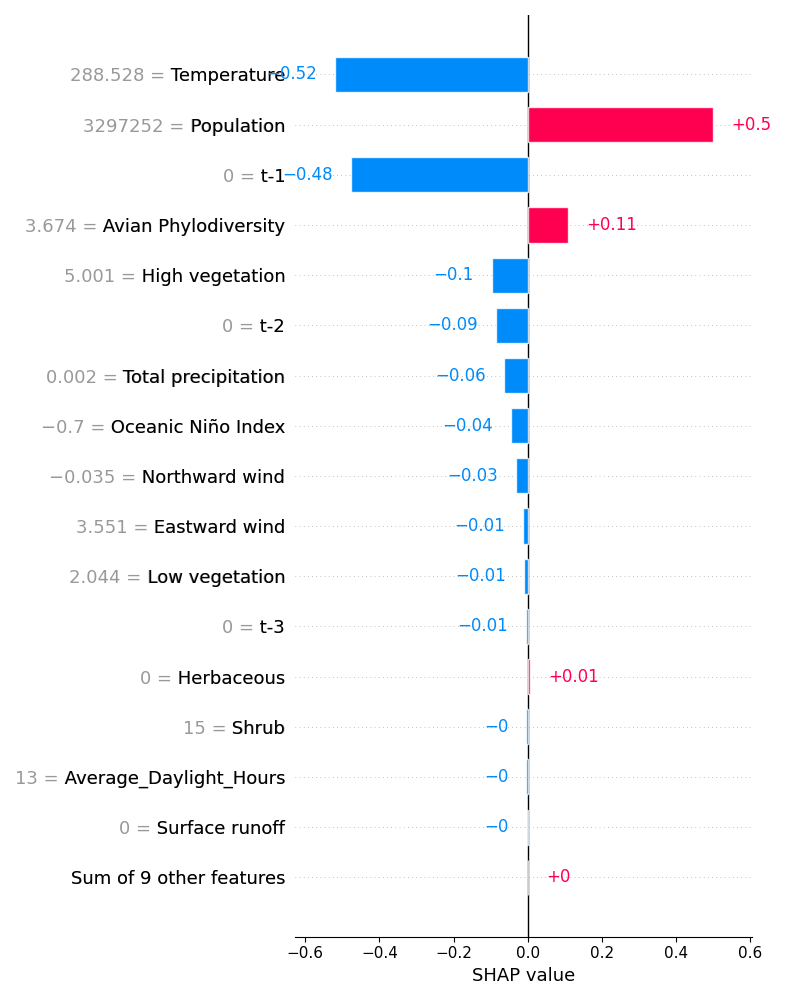 288.528 = Temperature −0.52
3297252 = Population +0.5
0 = t-1 −0.48
3.674 = Avian Phylodiversity +0.11
5.001 = High vegetation −0.1
0 = t-2 −0.09
0.002 = Total precipitation −0.06
−0.7 = Oceanic Niño Index −0.04
−0.035 = Northward wind −0.03
3.551 = Eastward wind −0.01
2.044 = Low vegetation −0.01
0 = t-3 −0.01
0 = Herbaceous +0.01
15 = Shrub −0
13 = Average_Daylight_Hours −0
0 = Surface runoff −0
Sum of 9 other features +0
−0.6 −0.4 −0.2 0.0 0.2 0.4 0.6
SHAP value